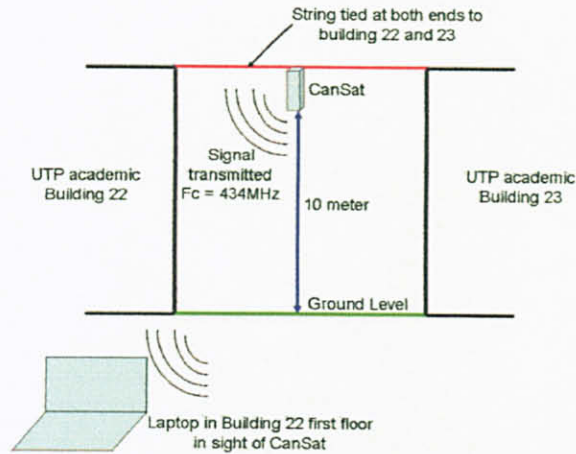 String tied at both ends to
building 22 and 23
CanSat
UTP academic
Building 22
Signal
transmitted
Fc = 434MHz
10 meter
UTP academic
Building 23
Ground Level
Laptop in Building 22 first floor
in sight of CanSat